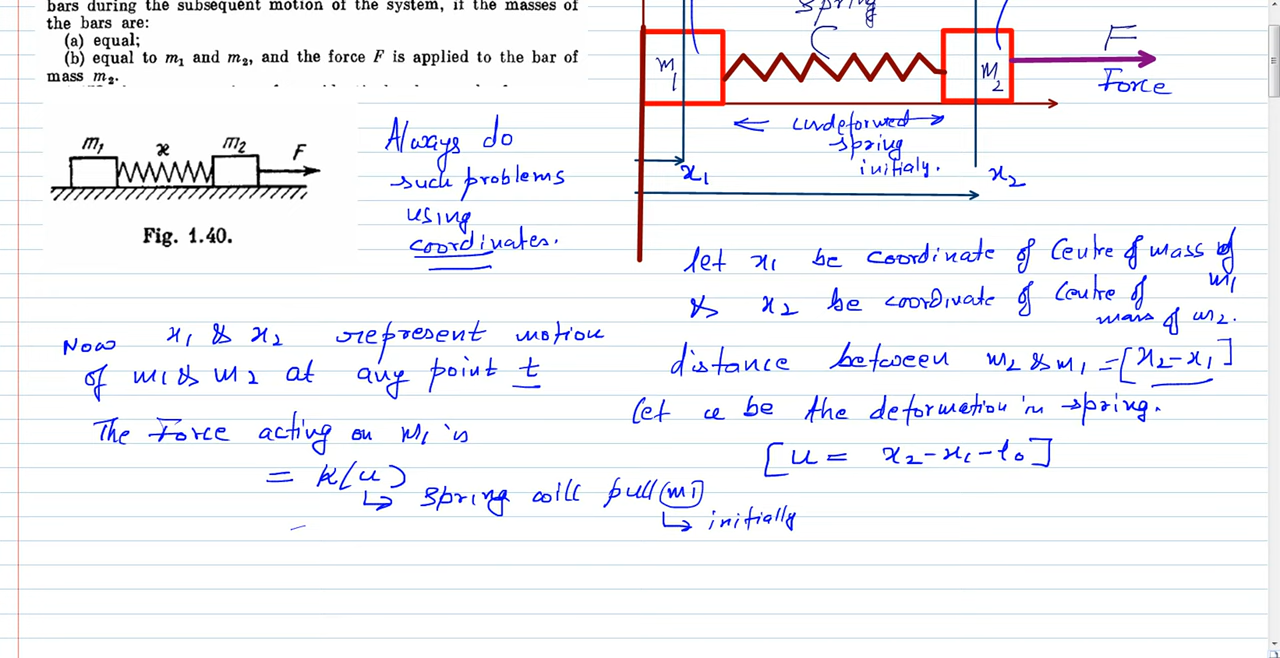 bars during the subsequent motion of the system, if the masses of
the bars are:
(a) equal;
(b) equal to m₁ and m₂, and the force F is applied to the bar of
mass m₂.
m₁ ϰ m₂ F
Fig. 1.40.
Always do
such problems
using
coordinates.
Spring
m₁
m₂
F
Force
undeformed
spring
initialy.
x₁
x₂
let x₁ be coordinate of Centre of mass of
m₁
& x₂ be coordinate of Centre of
mass of m₂.
distance between m₂ & m₁ = [x₂-x₁]
let u be the deformation in spring.
[u = x₂-x₁-l₀]
Now x₁ & x₂ represent motion
of m₁ & m₂ at any point t
The Force acting on m₁ is
= K(u)
↳ spring will pull (m₁)
↳ initially